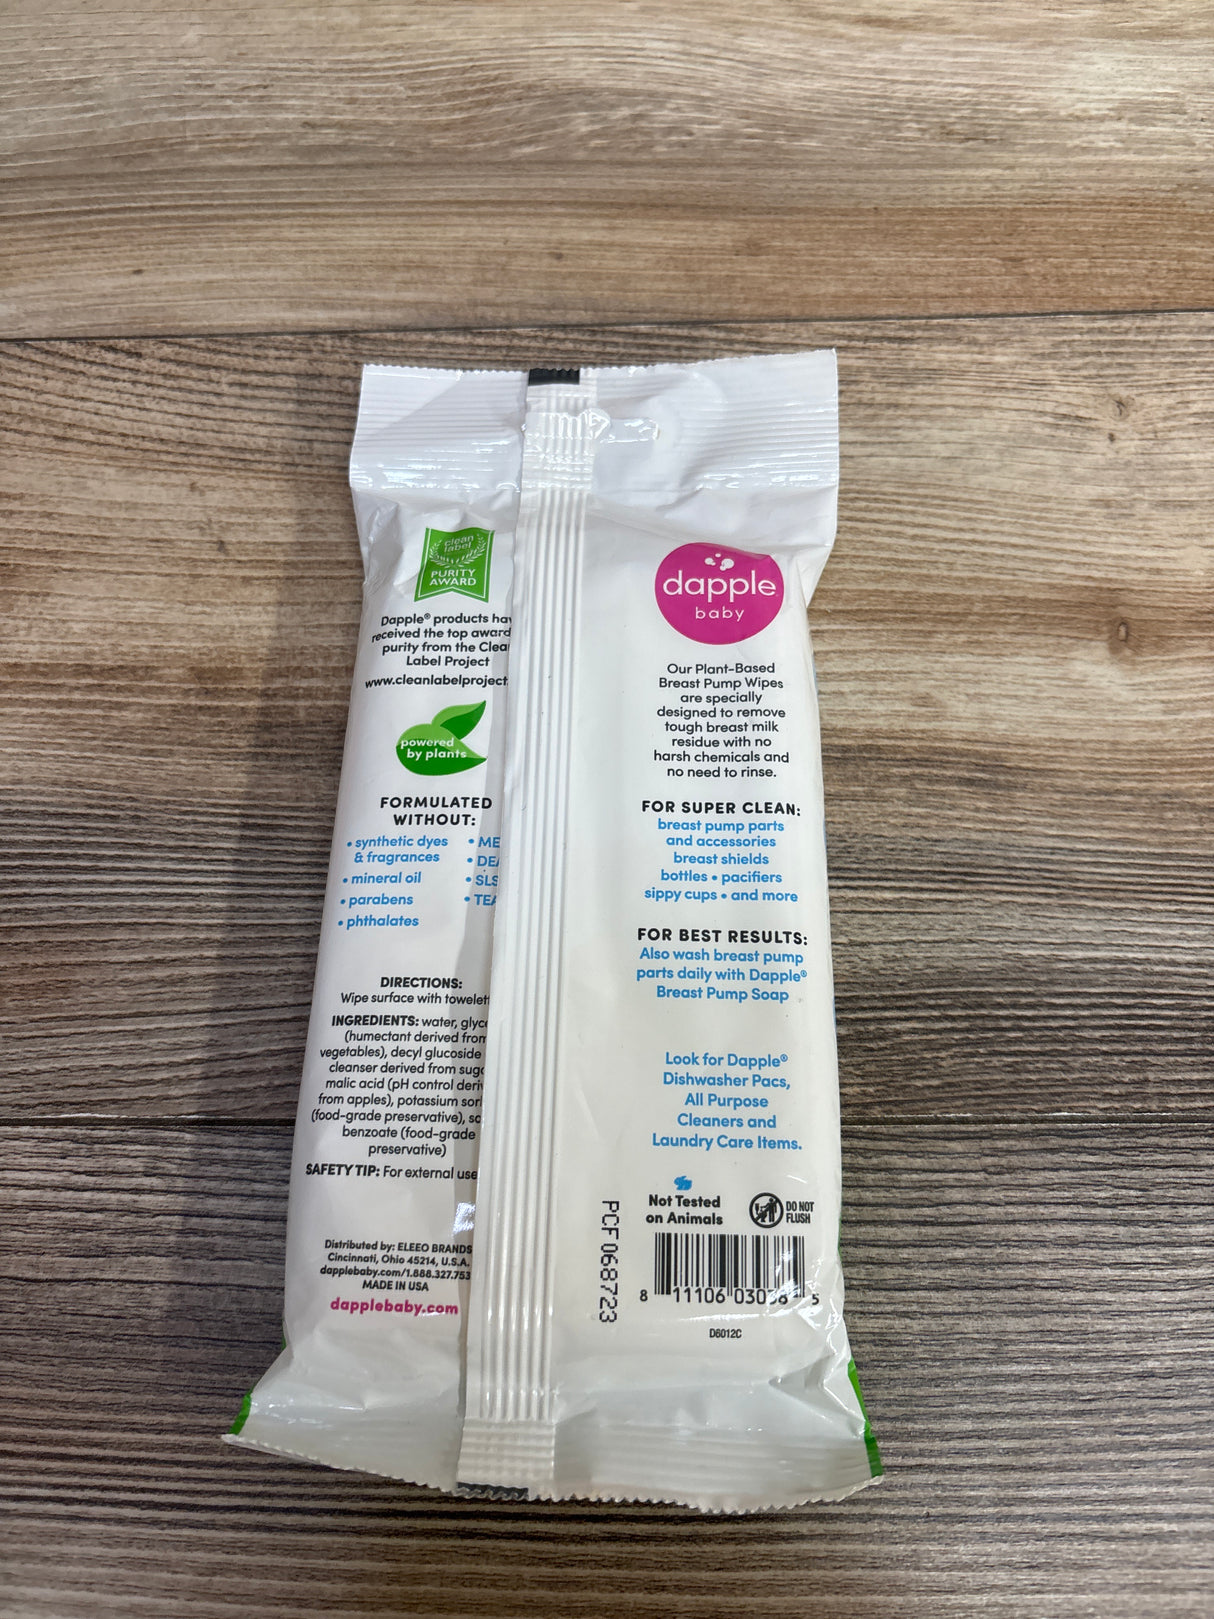 clean
label
PURITY
AWARD
Dapple® products hav
received the top award
purity from the Clea
Label Project
www.cleanlabelproject.
powered
by plants
FORMULATED
WITHOUT:
• synthetic dyes
& fragrances
• mineral oil
• parabens
• phthalates
• ME
• DEA
• SLS
• TEA
DIRECTIONS:
Wipe surface with towelett
INGREDIENTS: water, glyce
(humectant derived from
vegetables), decyl glucoside
cleanser derived from suga
malic acid (pH control deriv
from apples), potassium sor
(food-grade preservative), so
benzoate (food-grade
preservative)
SAFETY TIP: For external use
Distributed by: ELEEO BRANDS
Cincinnati, Ohio 45214, U.S.A.
dapplebaby.com/1.888.327.753
MADE IN USA
dapplebaby.com
dapple
baby
Our Plant-Based
Breast Pump Wipes
are specially
designed to remove
tough breast milk
residue with no
harsh chemicals and
no need to rinse.
FOR SUPER CLEAN:
breast pump parts
and accessories
breast shields
bottles • pacifiers
sippy cups • and more
FOR BEST RESULTS:
Also wash breast pump
parts daily with Dapple®
Breast Pump Soap
Look for Dapple®
Dishwasher Pacs,
All Purpose
Cleaners and
Laundry Care Items.
Not Tested
on Animals
DO NOT
FLUSH
PCF 068723
8 11106 03036 5
D6012C